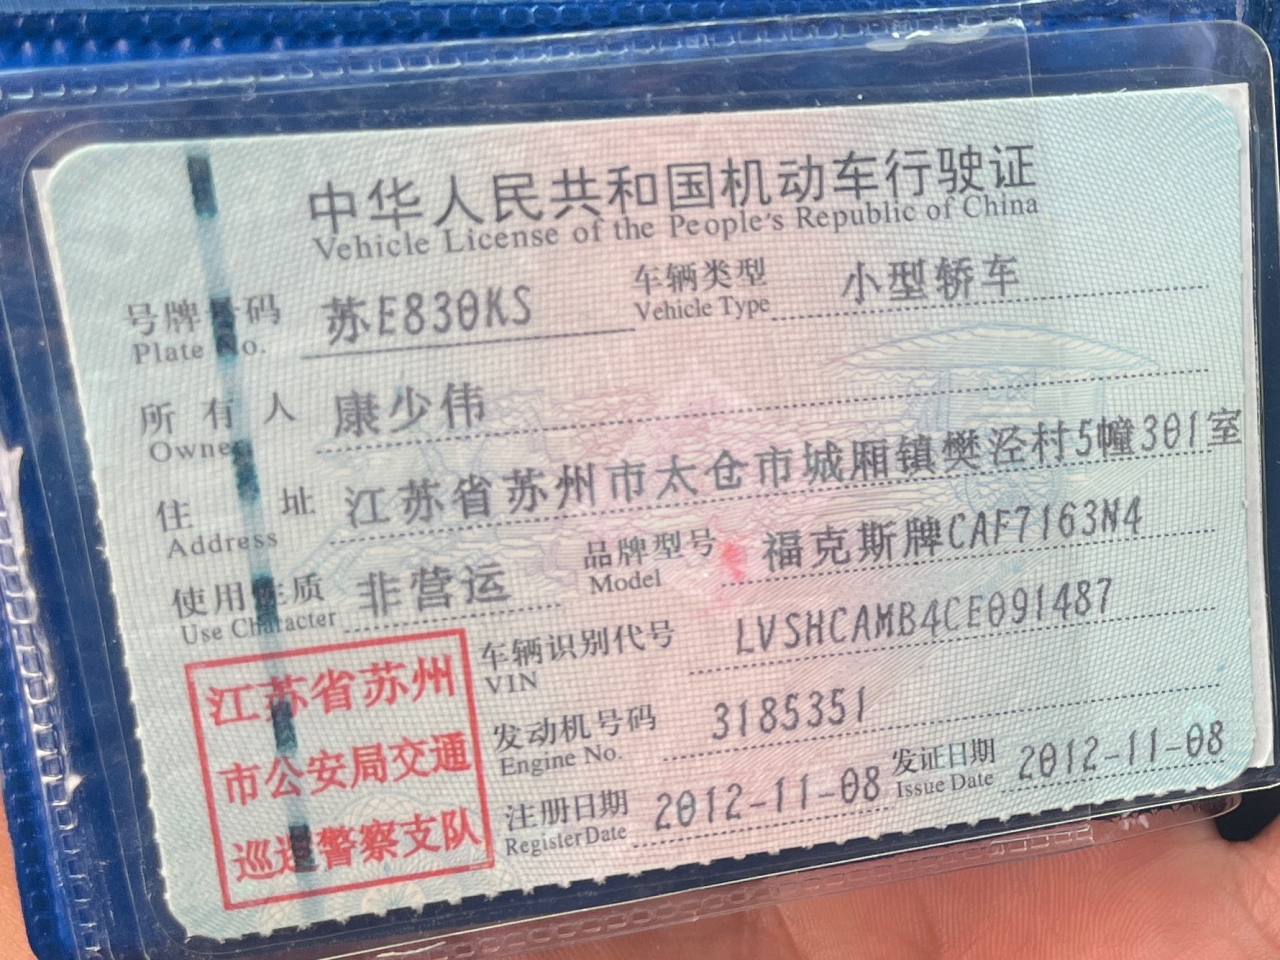 中华人民共和国机动车行驶证
Vehicle License of the People's Republic of China
号牌号码 苏E830KS 车辆类型 小型轿车
Plate No. Vehicle Type
所有人 康少伟
Owner
住址 江苏省苏州市太仓市城厢镇樊泾村5幢301室
Address
使用性质 非营运 品牌型号 福克斯牌CAF7163N4
Use Character Model
车辆识别代号 LVSHCAMB4CE091487
VIN
发动机号码 3185351
Engine No.
注册日期 2012-11-08 发证日期 2012-11-08
Register Date Issue Date
江苏省苏州
市公安局交通
巡逻警察支队